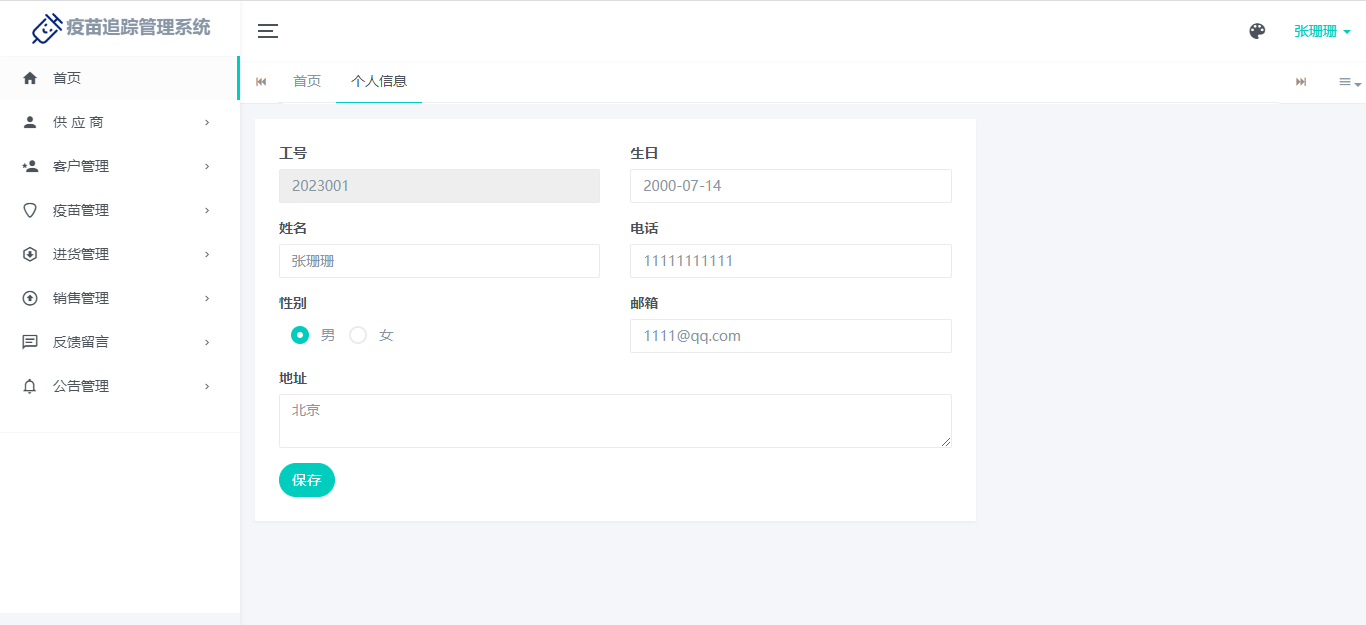 疫苗追踪管理系统
张珊珊
首页
供 应 商
客户管理
疫苗管理
进货管理
销售管理
反馈留言
公告管理
首页
个人信息
工号
2023001
生日
2000-07-14
姓名
张珊珊
电话
11111111111
性别
男
女
邮箱
1111@qq.com
地址
北京
保存